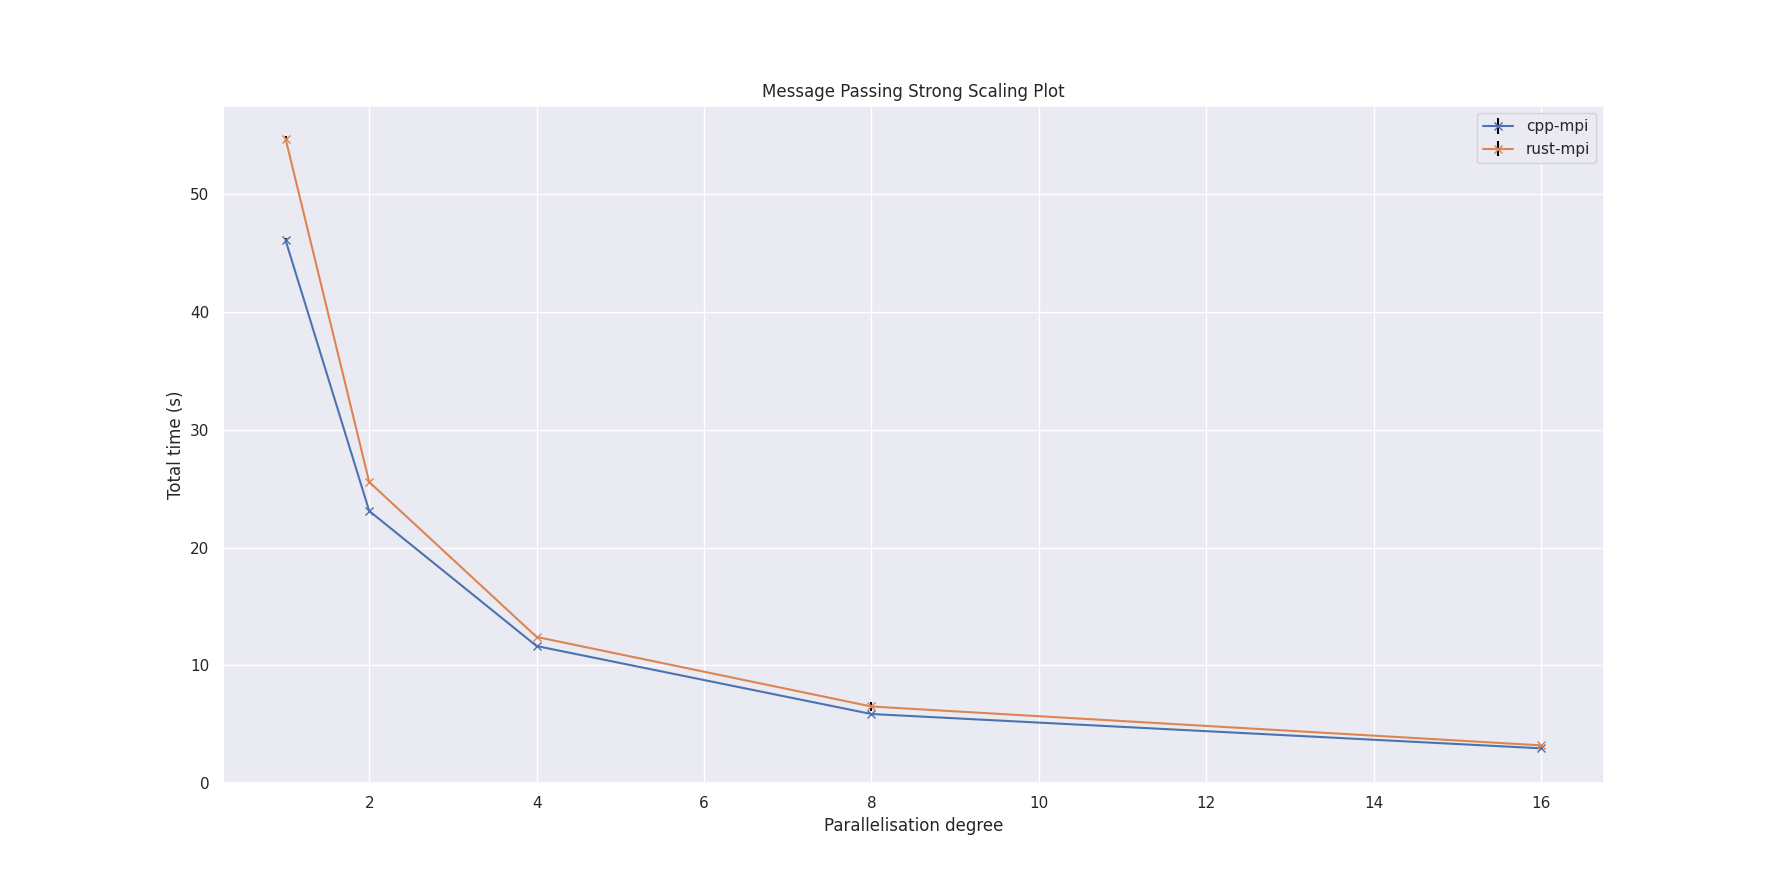 Message Passing Strong Scaling Plot
cpp-mpi
rust-mpi
50
40
30
20
10
0
Total time (s)
2 4 6 8 10 12 14 16
Parallelisation degree